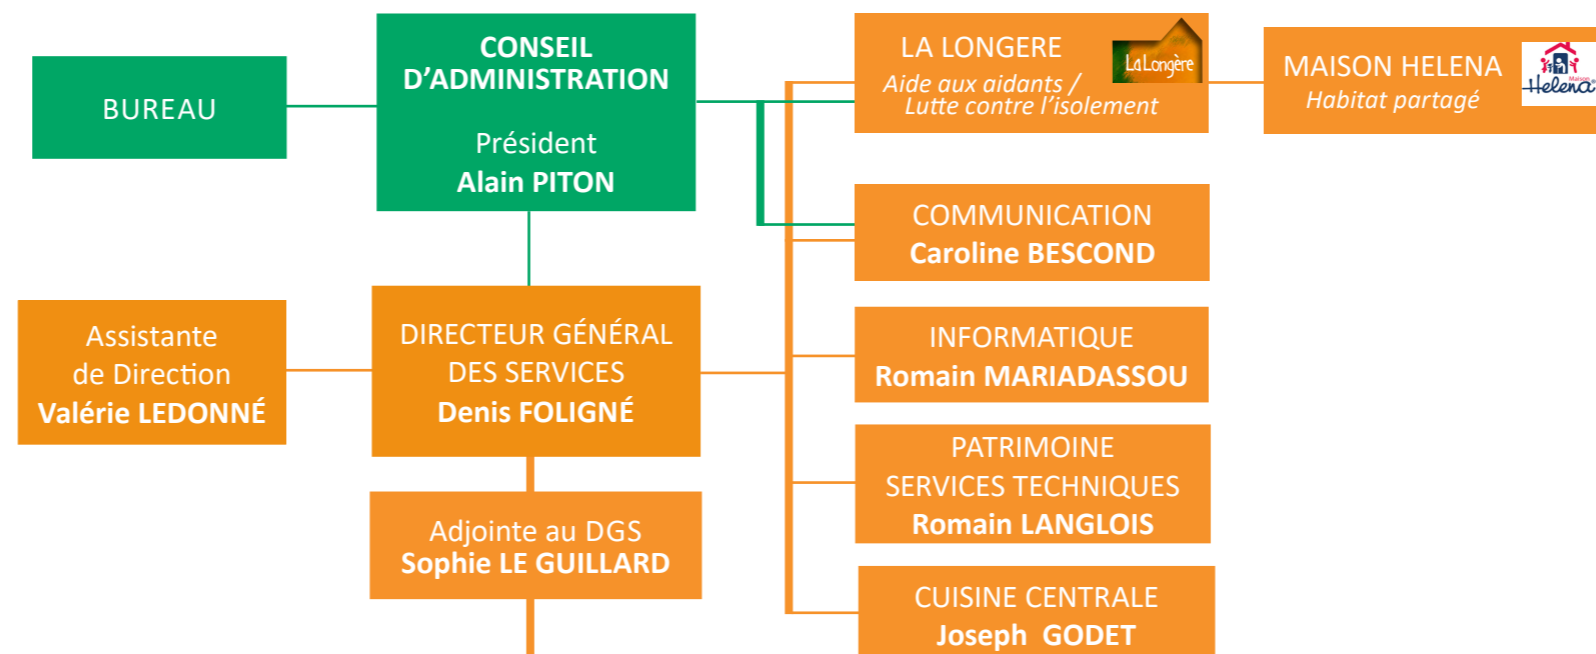 BUREAU
CONSEIL
D’ADMINISTRATION
Président
Alain PITON
LA LONGERE
Aide aux aidants /
Lutte contre l’isolement
LaLongère
MAISON HELENA
Habitat partagé
Maison
Helena
COMMUNICATION
Caroline BESCOND
Assistante
de Direction
Valérie LEDONNÉ
DIRECTEUR GÉNÉRAL
DES SERVICES
Denis FOLIGNÉ
INFORMATIQUE
Romain MARIADASSOU
PATRIMOINE
SERVICES TECHNIQUES
Romain LANGLOIS
Adjointe au DGS
Sophie LE GUILLARD
CUISINE CENTRALE
Joseph GODET